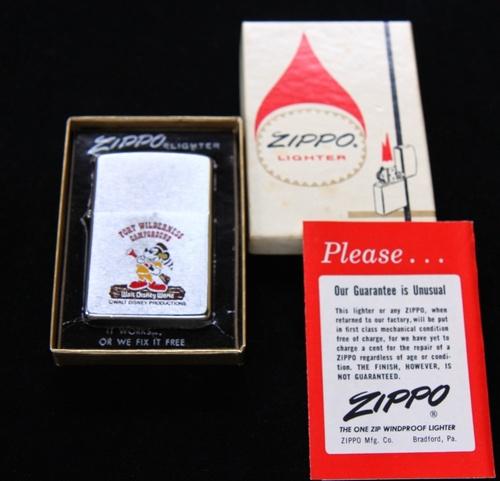 ZIPPO LIGHTER
FORT WILDERNESS
CAMPGROUND
Walt Disney World
©WALT DISNEY PRODUCTIONS
IT WORKS...
OR WE FIX IT FREE
ZIPPO®
LIGHTER
Please...
Our Guarantee is Unusual
This lighter or any ZIPPO, when
returned to our factory, will be put
in first class mechanical condition
free of charge, for we have yet to
charge a cent for the repair of a
ZIPPO regardless of age or condi-
tion. THE FINISH, HOWEVER, IS
NOT GUARANTEED.
ZIPPO®
THE ONE ZIP WINDPROOF LIGHTER
ZIPPO Mfg. Co. Bradford, Pa.